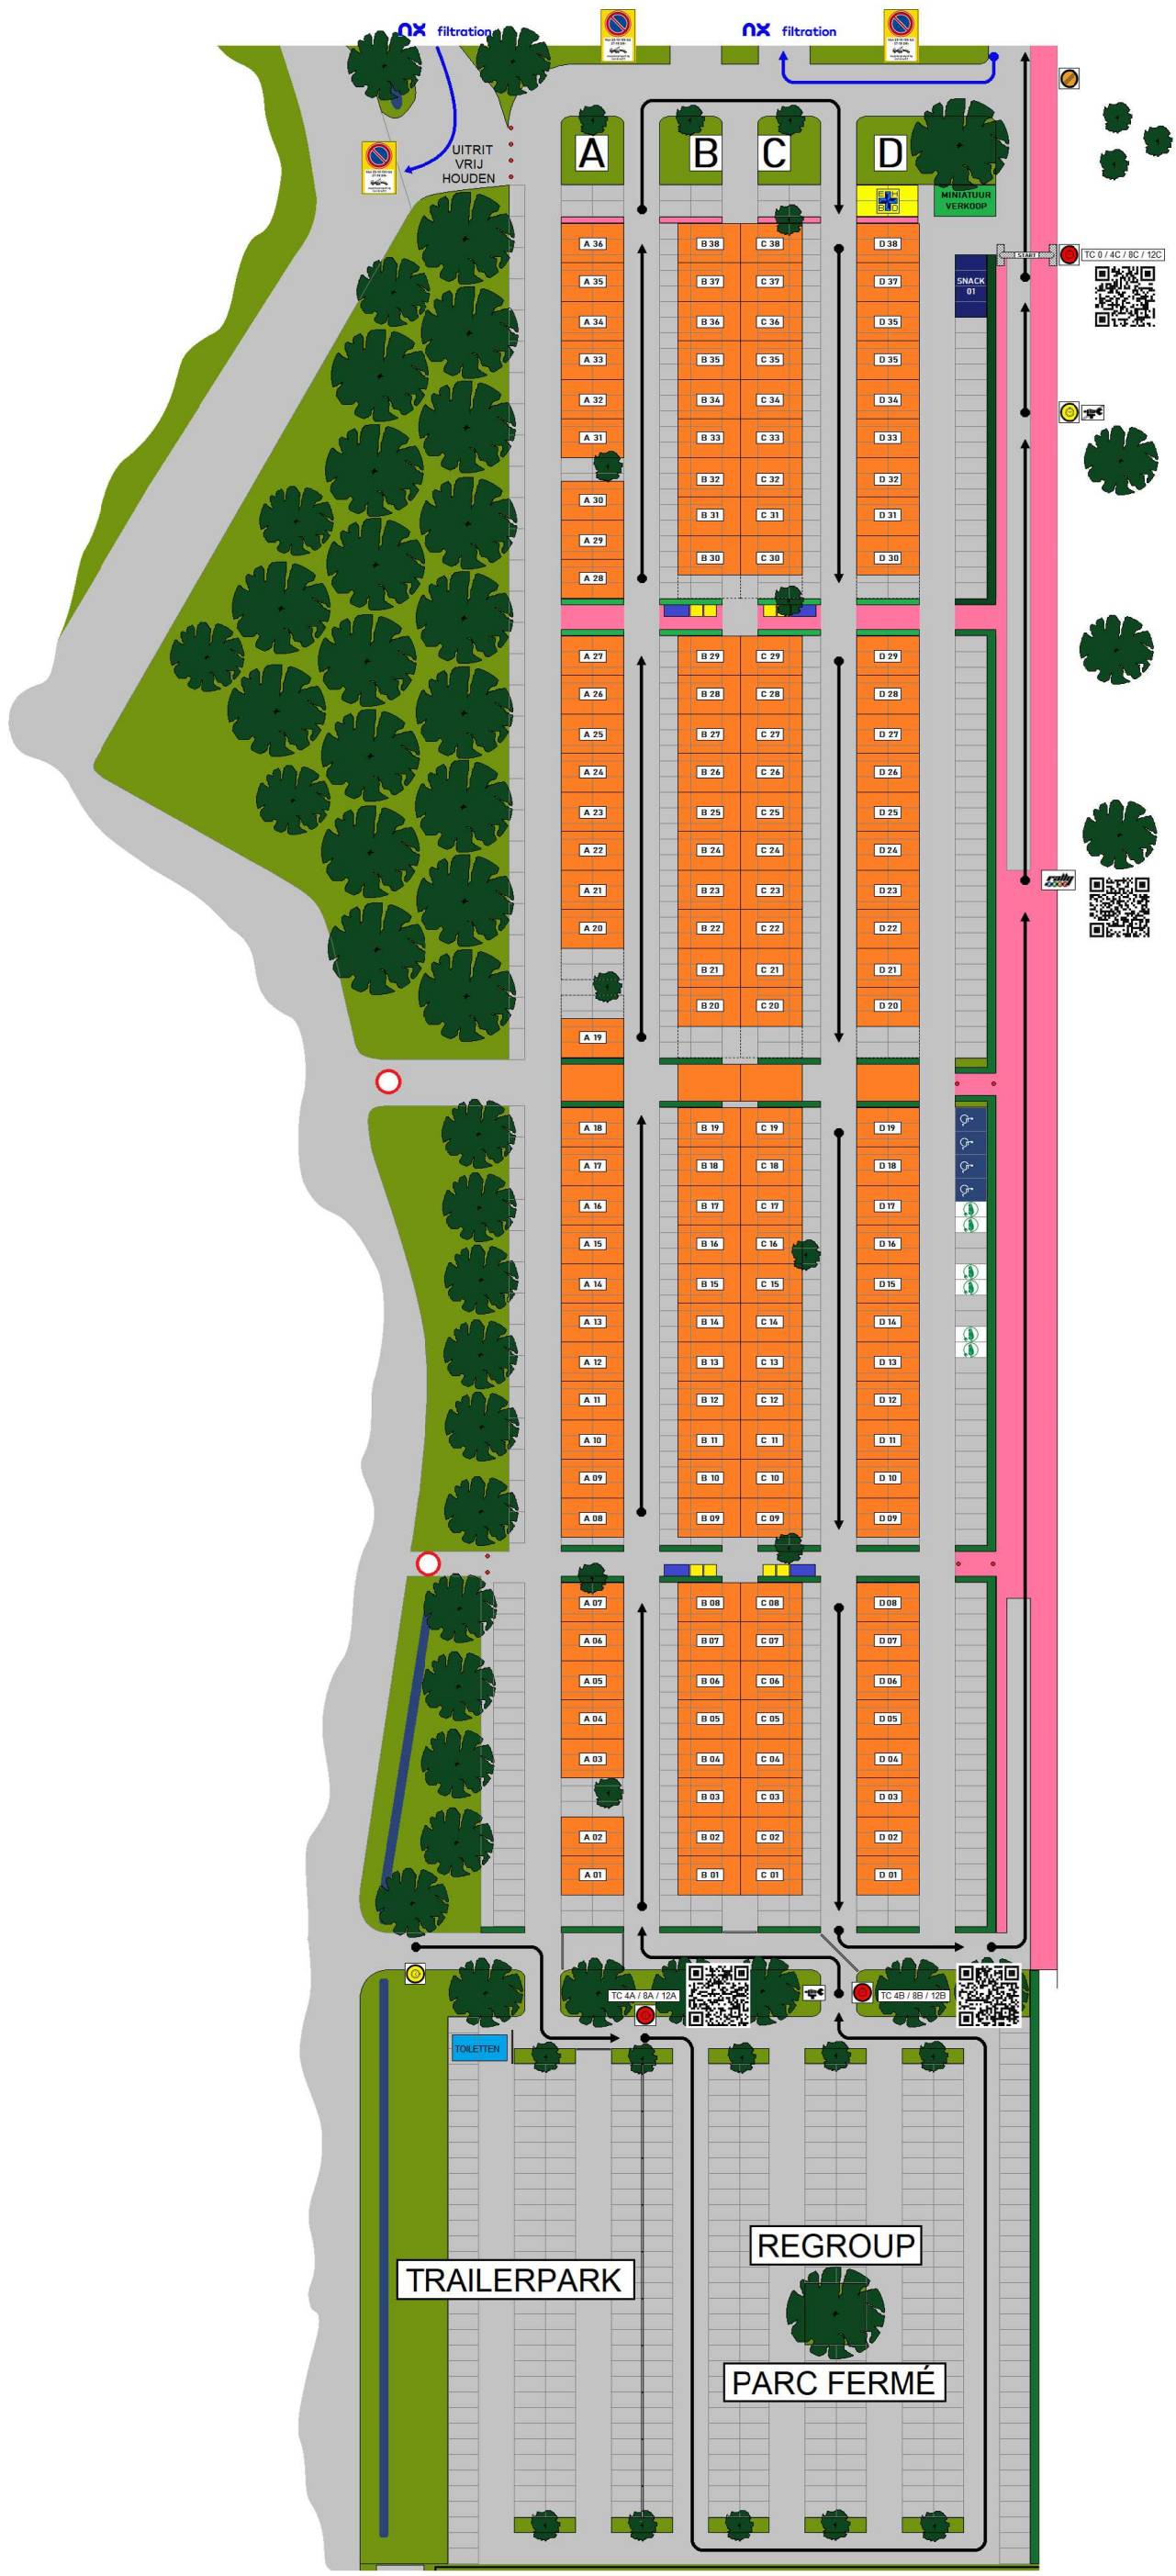 nx filtration
nx filtration
UITRIT
VRIJ
HOUDEN
A
B
C
D
MINIATUUR
VERKOOP
START
TC 0 / 4C / 8C / 12C
SNACK
01
A 36 B 38 C 38 D 38
A 35 B 37 C 37 D 37
A 34 B 36 C 36 D 35
A 33 B 35 C 35 D 35
A 32 B 34 C 34 D 34
A 31 B 33 C 33 D 33
B 32 C 32 D 32
A 30 B 31 C 31 D 31
A 29 B 30 C 30 D 30
A 28
A 27 B 29 C 29 D 29
A 26 B 28 C 28 D 28
A 25 B 27 C 27 D 27
A 24 B 26 C 26 D 26
A 23 B 25 C 25 D 25
A 22 B 24 C 24 D 24
A 21 B 23 C 23 D 23
rally
A 20 B 22 C 22 D 22
B 21 C 21 D 21
B 20 C 20 D 20
A 19
A 18 B 19 C 19 D 19
A 17 B 18 C 18 D 18
A 16 B 17 C 17 D 17
A 15 B 16 C 16 D 16
A 14 B 15 C 15 D 15
A 13 B 14 C 14 D 14
A 12 B 13 C 13 D 13
A 11 B 12 C 12 D 12
A 10 B 11 C 11 D 11
A 09 B 10 C 10 D 10
A 08 B 09 C 09 D 09
A 07 B 08 C 08 D 08
A 06 B 07 C 07 D 07
A 05 B 06 C 06 D 06
A 04 B 05 C 05 D 05
A 03 B 04 C 04 D 04
B 03 C 03 D 03
A 02 B 02 C 02 D 02
A 01 B 01 C 01 D 01
TC 4A / 8A / 12A
TC 4B / 8B / 12B
TOILETTEN
REGROUP
TRAILERPARK
PARC FERMÉ